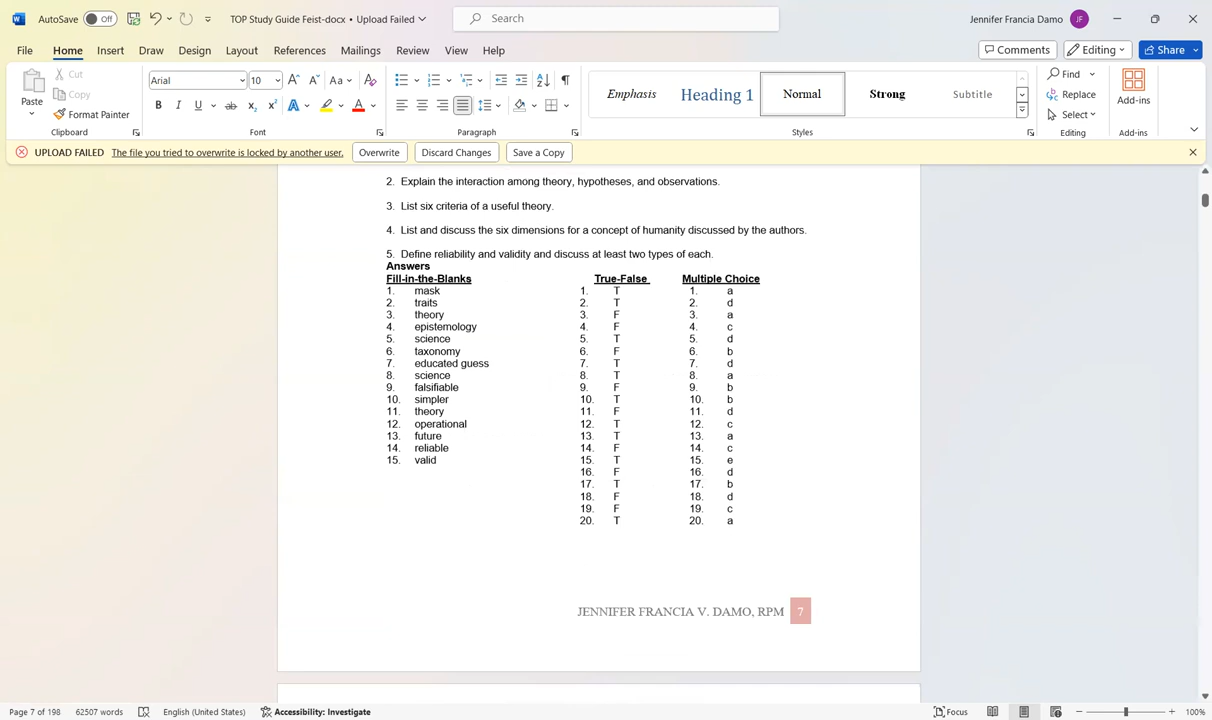 AutoSave Off TOP Study Guide Feist-docx • Upload Failed Search Jennifer Francia Damo JF
File Home Insert Draw Design Layout References Mailings Review View Help Comments Editing Share
Paste Cut Copy Format Painter Arial 10 Emphasis Heading 1 Normal Strong Subtitle Find Replace Select Add-ins
Clipboard Font Paragraph Styles Editing Add-ins
UPLOAD FAILED The file you tried to overwrite is locked by another user. Overwrite Discard Changes Save a Copy
2. Explain the interaction among theory, hypotheses, and observations.
3. List six criteria of a useful theory.
4. List and discuss the six dimensions for a concept of humanity discussed by the authors.
5. Define reliability and validity and discuss at least two types of each.
Answers
Fill-in-the-Blanks True-False Multiple Choice
1. mask 1. T 1. a
2. traits 2. T 2. d
3. theory 3. F 3. a
4. epistemology 4. F 4. c
5. science 5. T 5. d
6. taxonomy 6. F 6. b
7. educated guess 7. T 7. d
8. science 8. T 8. a
9. falsifiable 9. F 9. b
10. simpler 10. T 10. b
11. theory 11. F 11. d
12. operational 12. T 12. c
13. future 13. T 13. a
14. reliable 14. F 14. c
15. valid 15. T 15. e
16. F 16. d
17. T 17. b
18. F 18. d
19. F 19. c
20. T 20. a
JENNIFER FRANCIA V. DAMO, RPM 7
Page 7 of 198 62507 words English (United States) Accessibility: Investigate Focus 100%